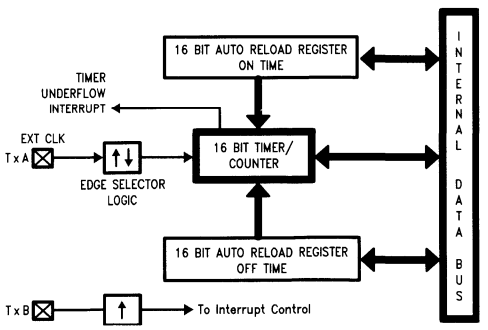 16 BIT AUTO RELOAD REGISTER
ON TIME
TIMER
UNDERFLOW
INTERRUPT
EXT CLK
TxA
↑↓
EDGE SELECTOR
LOGIC
16 BIT TIMER/
COUNTER
16 BIT AUTO RELOAD REGISTER
OFF TIME
TxB
↑
To Interrupt Control
INTERNAL DATA BUS